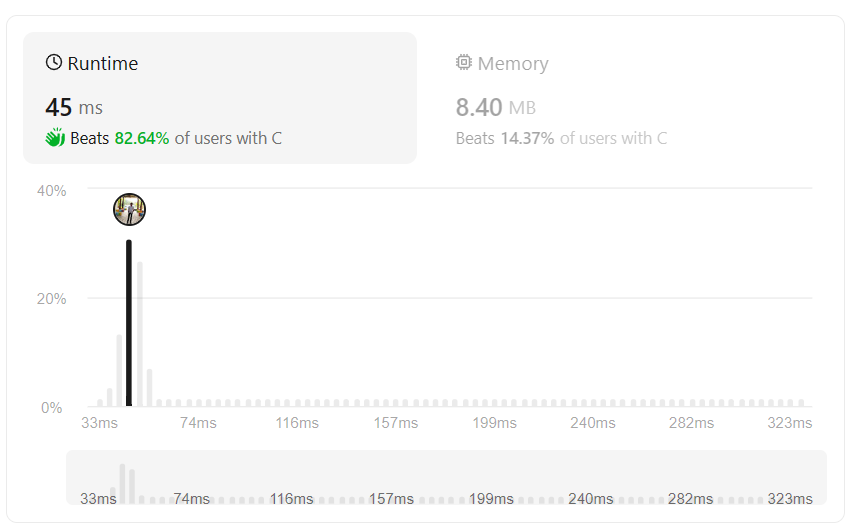 Runtime
45 ms
Beats 82.64% of users with C
Memory
8.40 MB
Beats 14.37% of users with C
40%
20%
0%
33ms 74ms 116ms 157ms 199ms 240ms 282ms 323ms
33ms 74ms 116ms 157ms 199ms 240ms 282ms 323ms